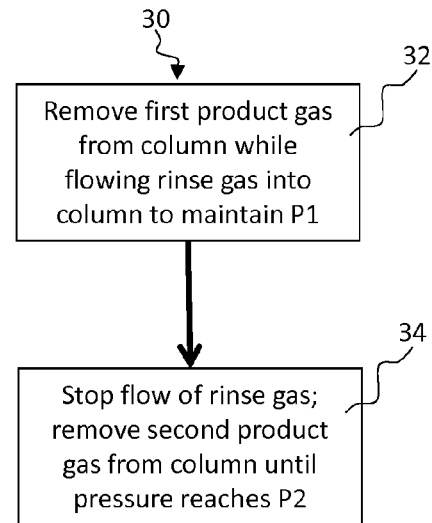 30
32
Remove first product gas
from column while
flowing rinse gas into
column to maintain P1
34
Stop flow of rinse gas;
remove second product
gas from column until
pressure reaches P2